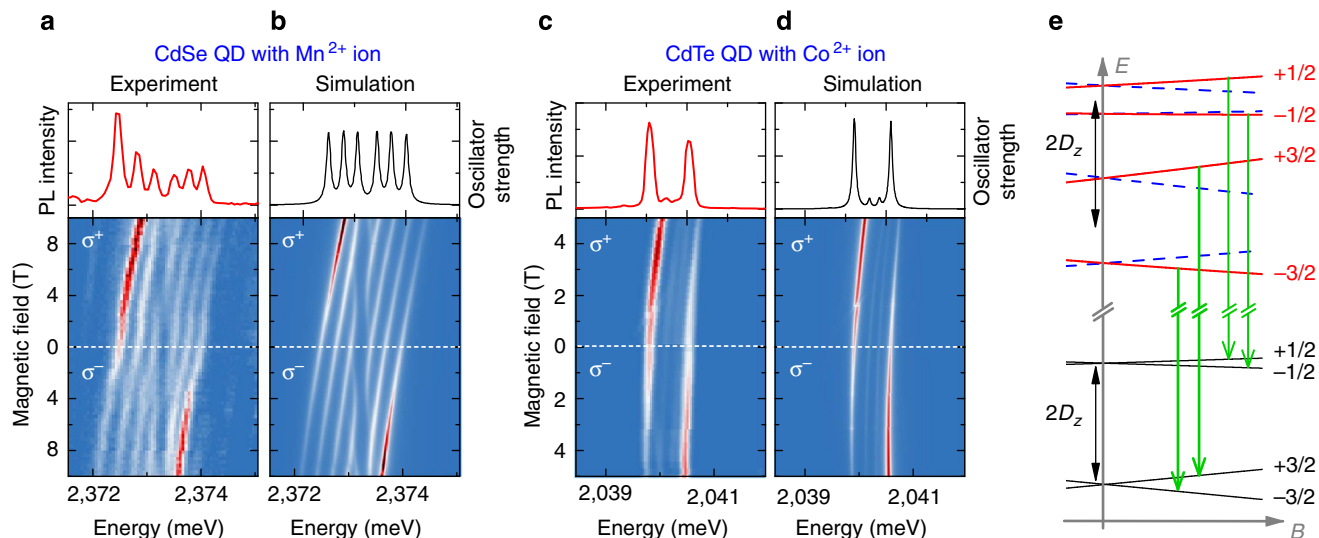 a
b
c
d
e
CdSe QD with Mn²⁺ ion
CdTe QD with Co²⁺ ion
Experiment
Simulation
Experiment
Simulation
PL intensity
Oscillator
strength
PL intensity
Oscillator
strength
Magnetic field (T)
8
4
0
4
8
σ⁺
σ⁻
σ⁺
σ⁻
2,372
2,374
2,372
2,374
Energy (meV)
Energy (meV)
Magnetic field (T)
4
2
0
2
4
σ⁺
σ⁻
σ⁺
σ⁻
2,039
2,041
2,039
2,041
Energy (meV)
Energy (meV)
E
+1/2
−1/2
2D_z
+3/2
−3/2
+1/2
−1/2
2D_z
+3/2
−3/2
B